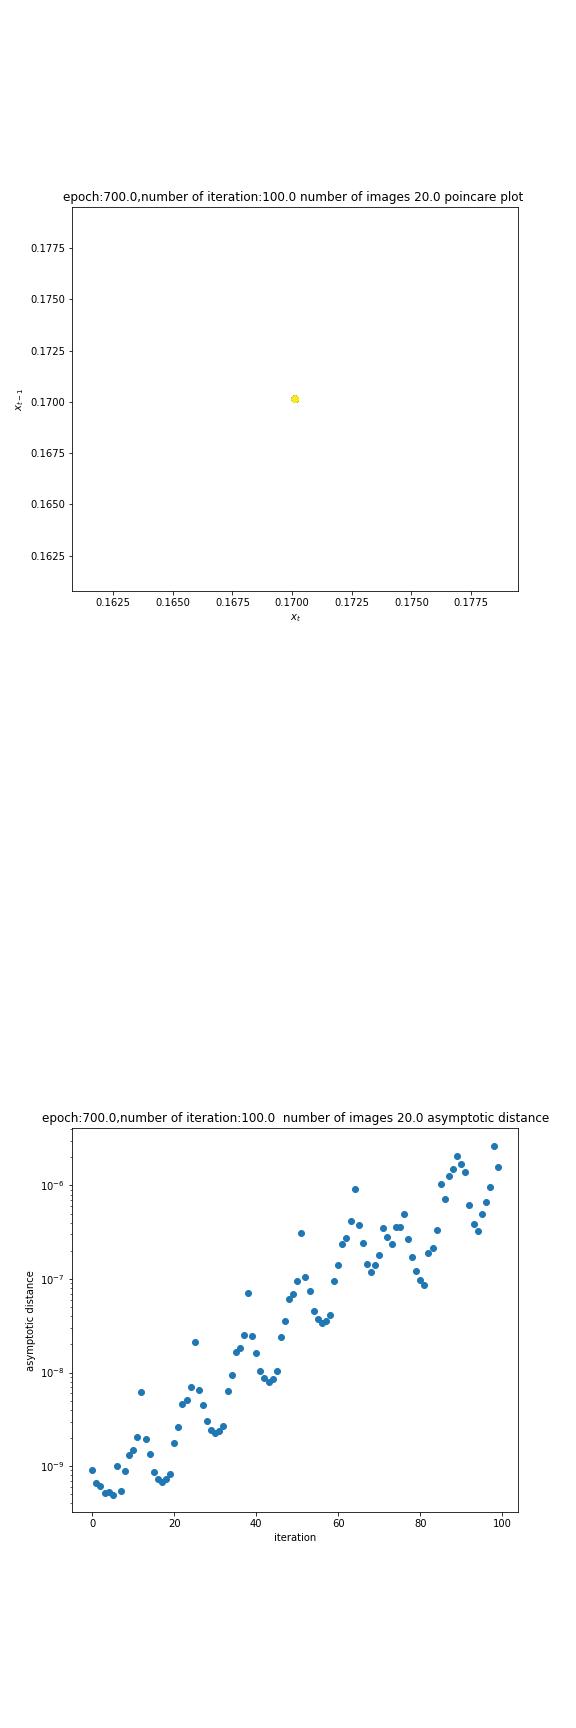 epoch:700.0,number of iteration:100.0 number of images 20.0 poincare plot
0.1775
0.1750
0.1725
0.1700
0.1675
0.1650
0.1625
x_{t-1}
0.1625 0.1650 0.1675 0.1700 0.1725 0.1750 0.1775
x_t
epoch:700.0,number of iteration:100.0  number of images 20.0 asymptotic distance
10^{-6}
10^{-7}
10^{-8}
10^{-9}
asymptotic distance
0 20 40 60 80 100
iteration